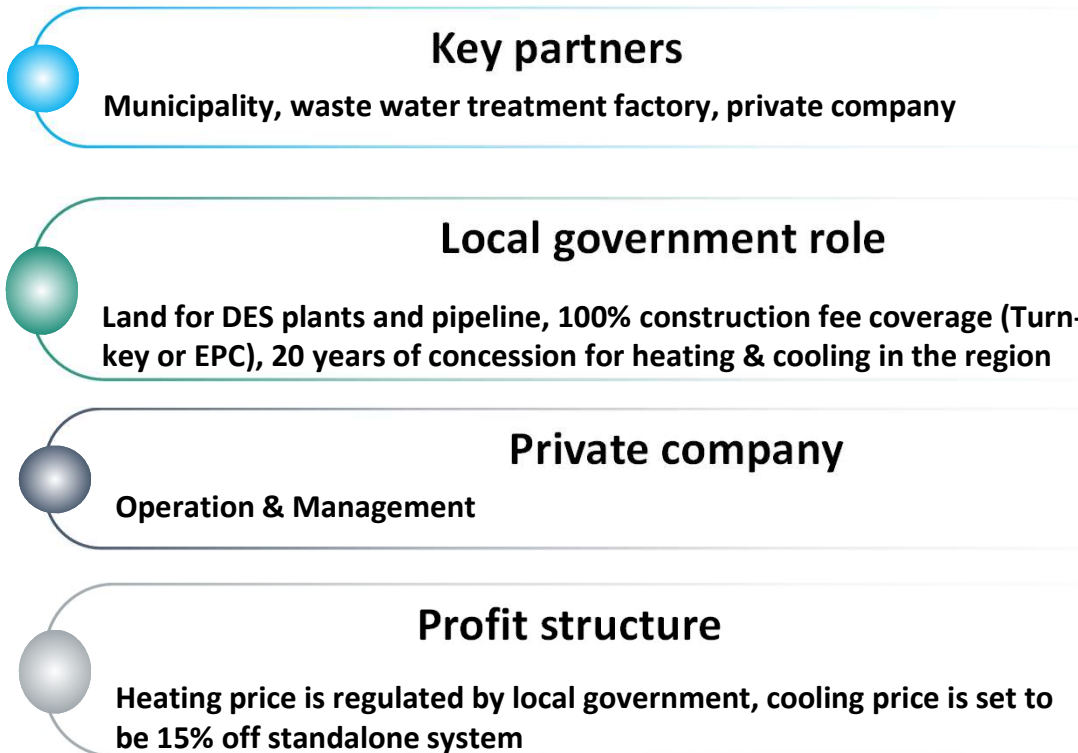 Key partners
Municipality, waste water treatment factory, private company
Local government role
Land for DES plants and pipeline, 100% construction fee coverage (Turn-
key or EPC), 20 years of concession for heating & cooling in the region
Private company
Operation & Management
Profit structure
Heating price is regulated by local government, cooling price is set to
be 15% off standalone system